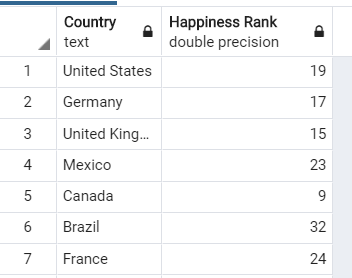 Country Happiness Rank
text double precision
1 United States 19
2 Germany 17
3 United King... 15
4 Mexico 23
5 Canada 9
6 Brazil 32
7 France 24